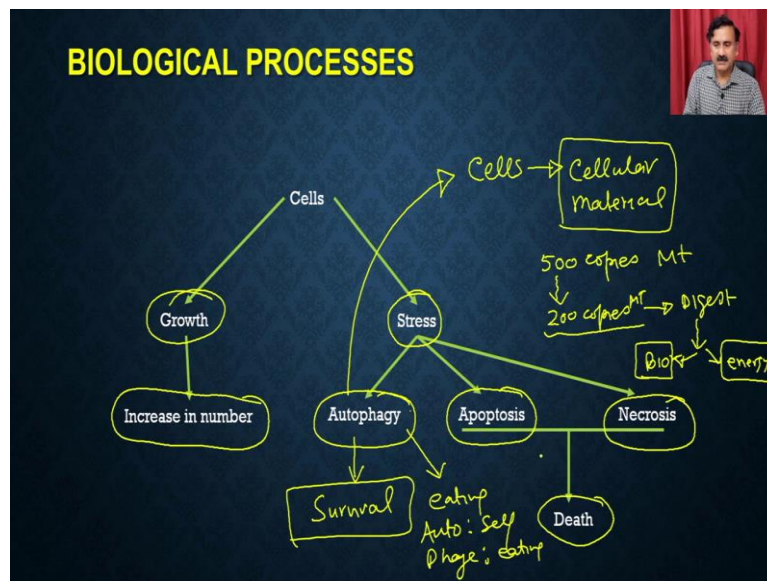 BIOLOGICAL PROCESSES
Cells → Cellular
Material
Cells
500 copies Mt
200 copies MT → Digest
Growth
Stress
Bio
energy
Increase in number
Autophagy
Apoptosis
Necrosis
Survival
eating
Auto : Self
Phage : eating
Death